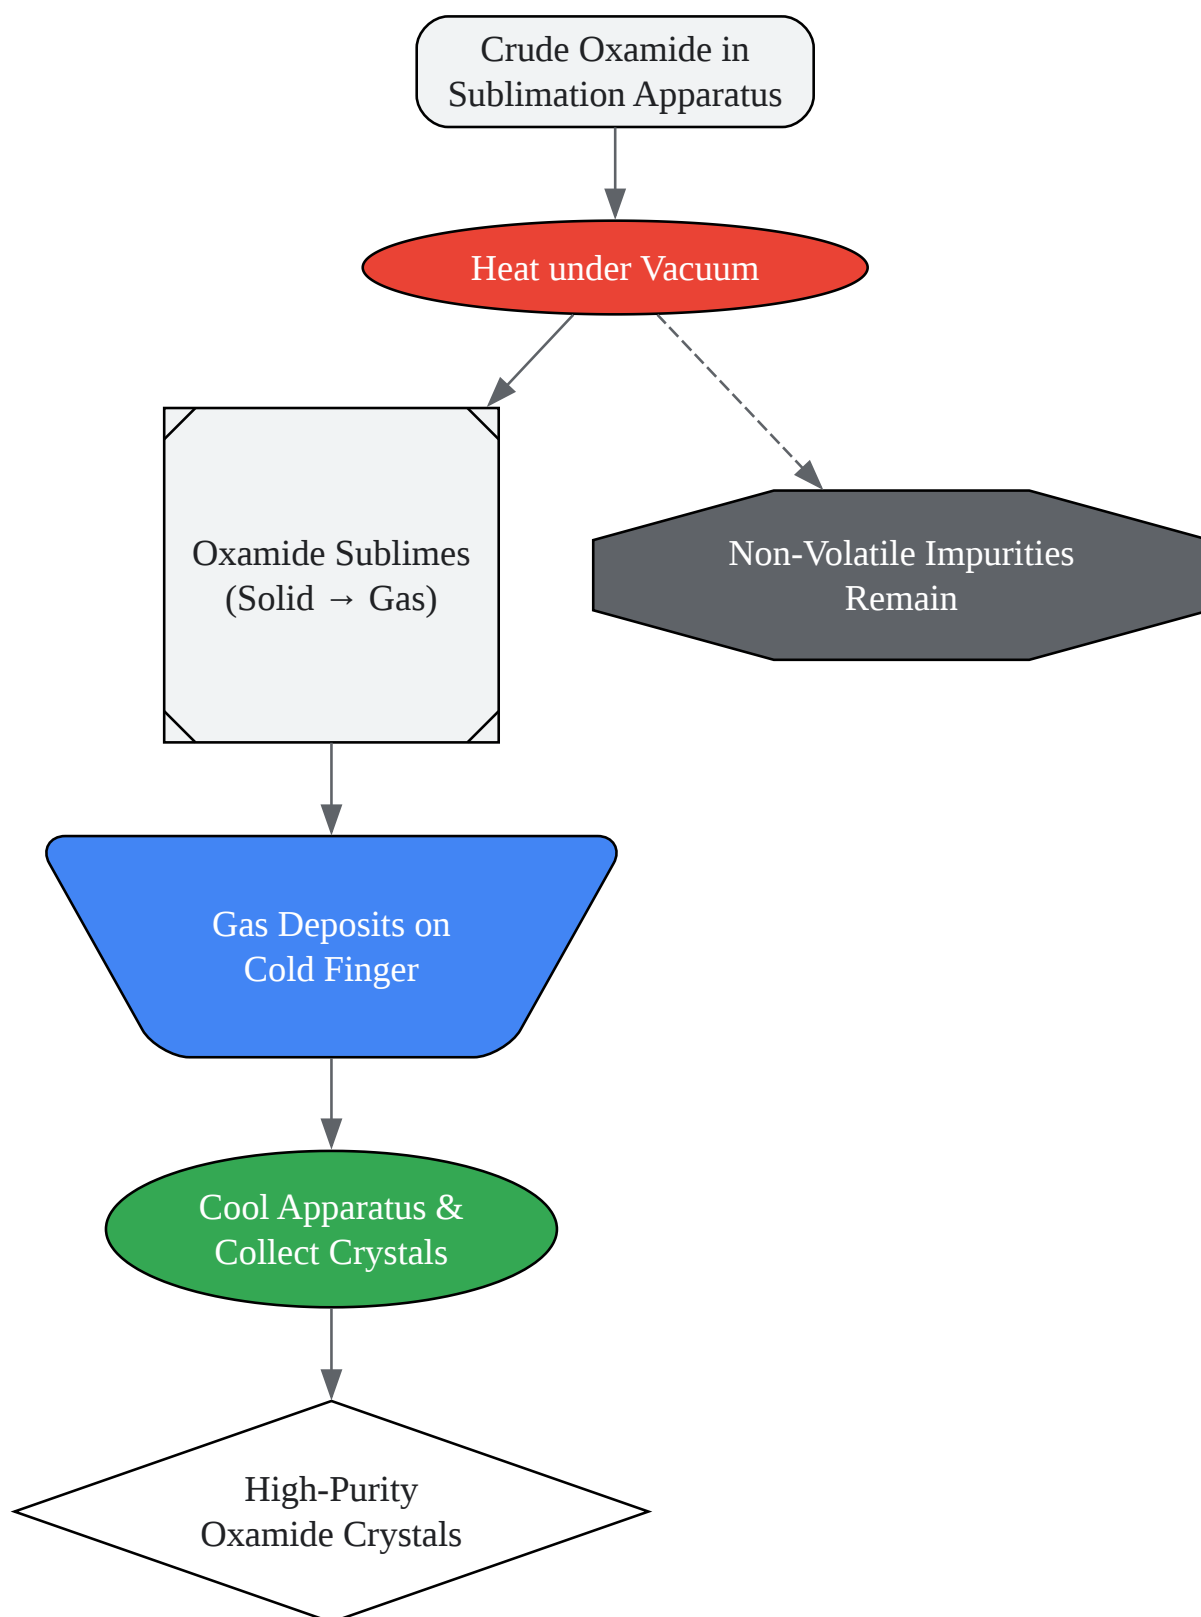 Crude Oxamide in
Sublimation Apparatus
Heat under Vacuum
Oxamide Sublimes
(Solid → Gas)
Non-Volatile Impurities
Remain
Gas Deposits on
Cold Finger
Cool Apparatus &
Collect Crystals
High-Purity
Oxamide Crystals